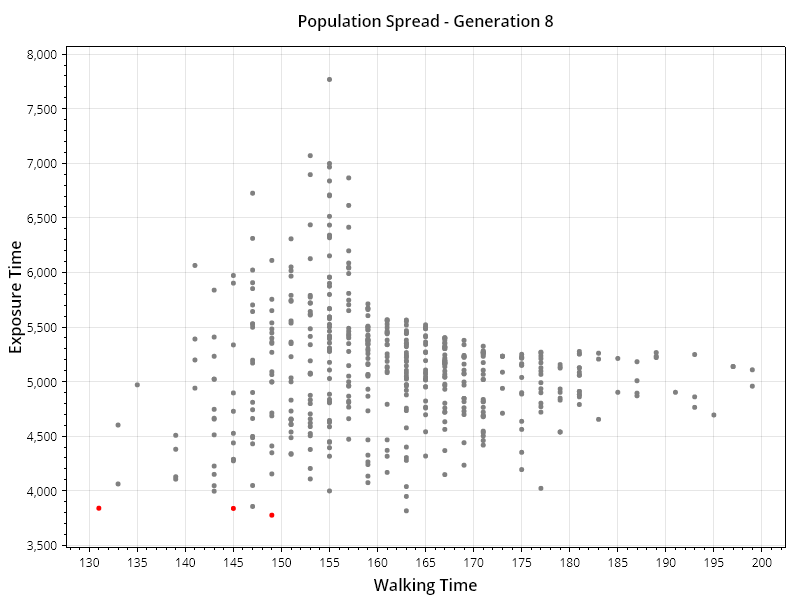 Population Spread - Generation 8
8,000
7,500
7,000
6,500
6,000
5,500
5,000
4,500
4,000
3,500
Exposure Time
130 135 140 145 150 155 160 165 170 175 180 185 190 195 200
Walking Time